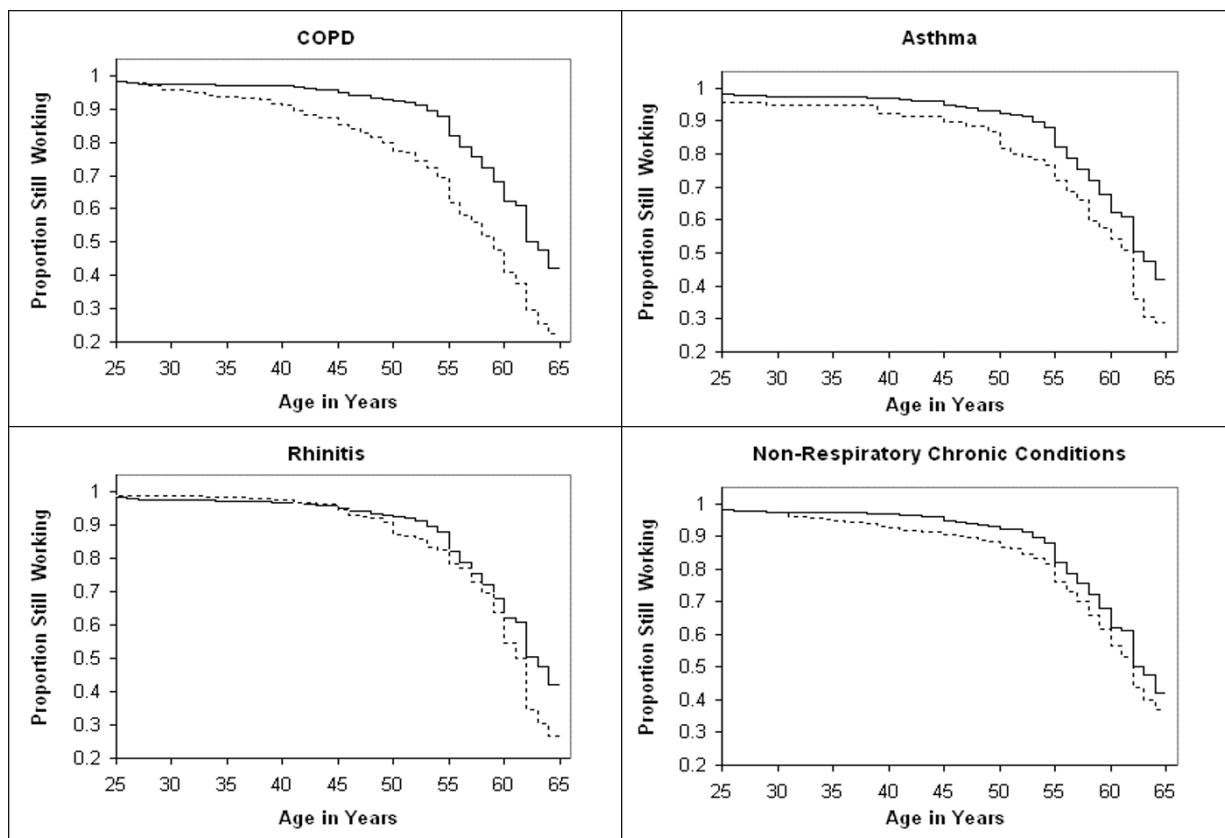 COPD
Proportion Still Working
1
0.9
0.8
0.7
0.6
0.5
0.4
0.3
0.2
25 30 35 40 45 50 55 60 65
Age in Years
Asthma
Proportion Still Working
1
0.9
0.8
0.7
0.6
0.5
0.4
0.3
0.2
25 30 35 40 45 50 55 60 65
Age in Years
Rhinitis
Proportion Still Working
1
0.9
0.8
0.7
0.6
0.5
0.4
0.3
0.2
25 30 35 40 45 50 55 60 65
Age in Years
Non-Respiratory Chronic Conditions
Proportion Still Working
1
0.9
0.8
0.7
0.6
0.5
0.4
0.3
0.2
25 30 35 40 45 50 55 60 65
Age in Years